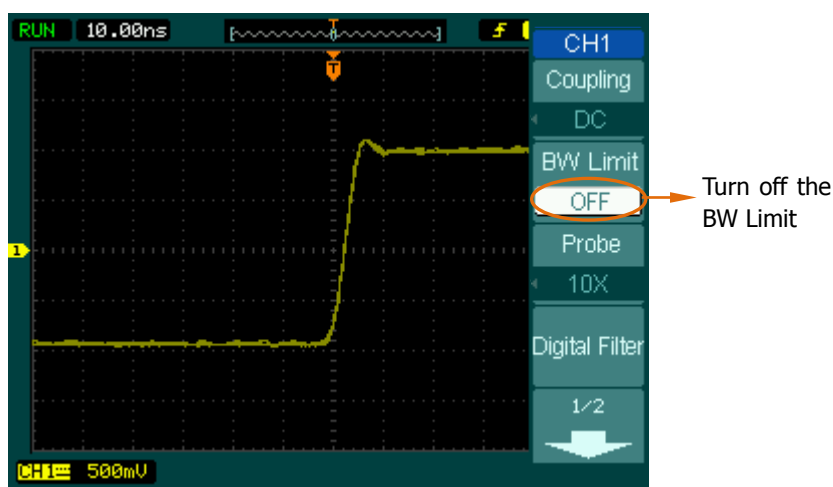 RUN 10.00ns
T
CH1
Coupling
DC
BW Limit
OFF
Probe
10X
Digital Filter
1/2
1
CH1 500mV
Turn off the
BW Limit